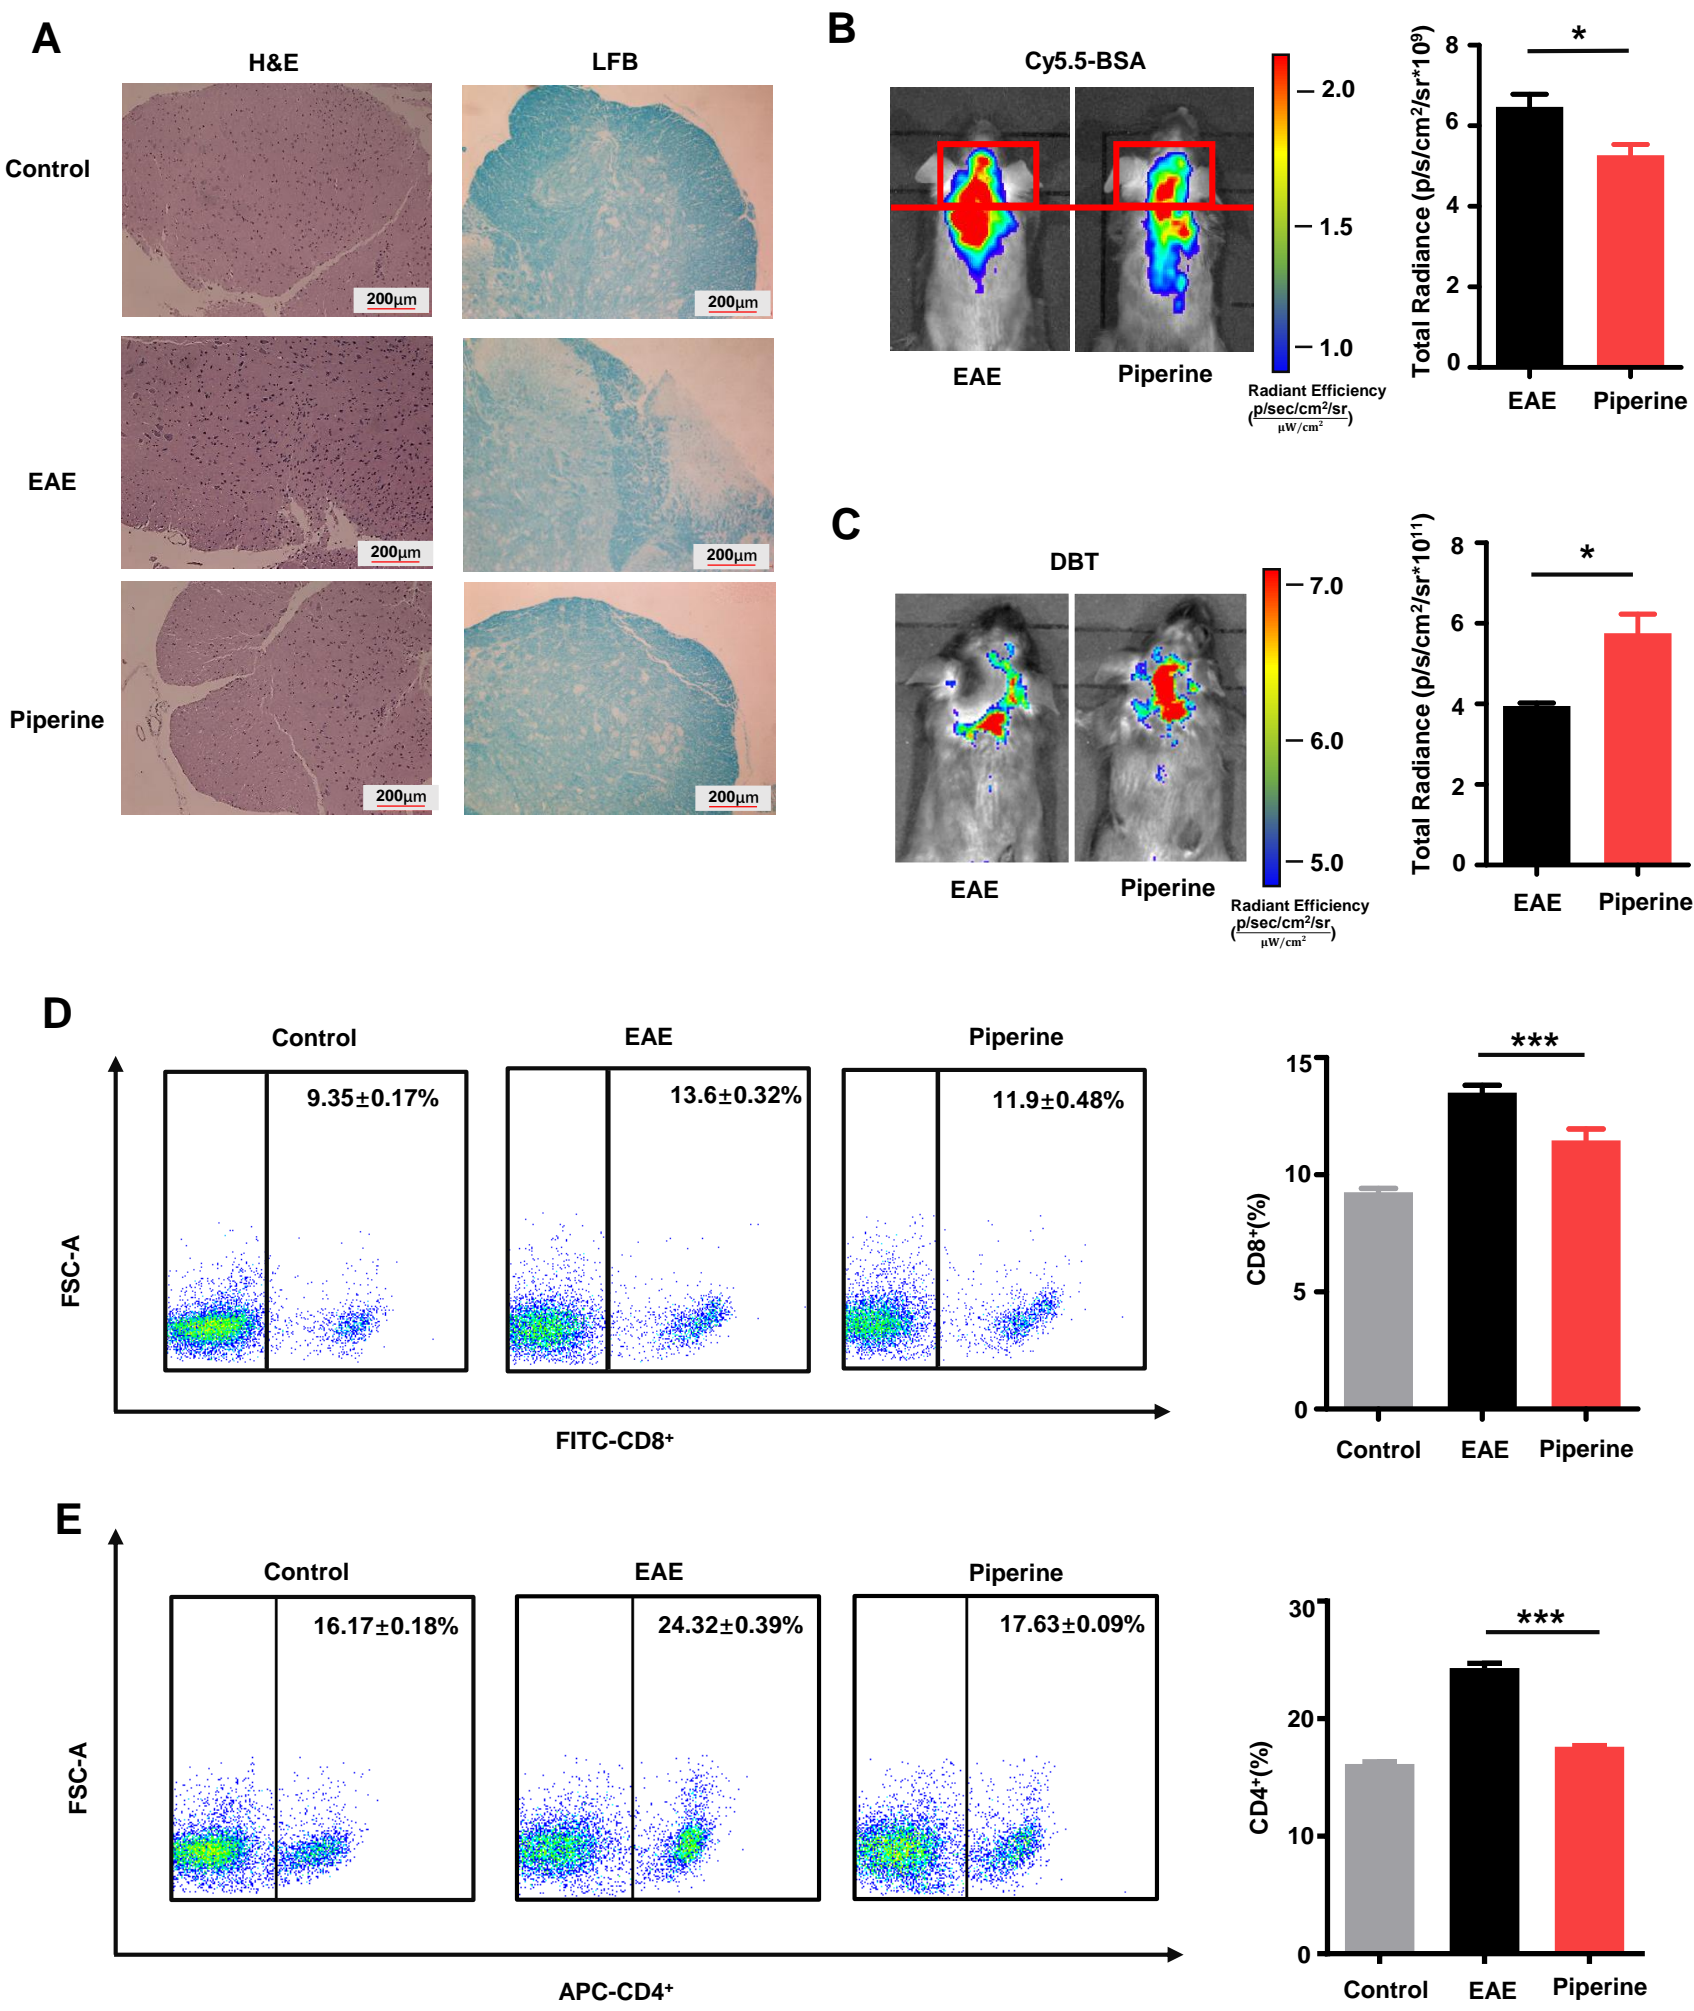 A
H&E
LFB
Control
200μm
200μm
EAE
200μm
200μm
Piperine
200μm
200μm
B
Cy5.5-BSA
2.0
1.5
1.0
EAE
Piperine
Radiant Efficiency
(p/sec/cm²/sr
μW/cm²)
Total Radiance (p/s/cm²/sr*10⁹)
8
6
4
2
0
*
EAE
Piperine
C
DBT
7.0
6.0
5.0
EAE
Piperine
Radiant Efficiency
(p/sec/cm²/sr
μW/cm²)
Total Radiance (p/s/cm²/sr*10¹¹)
8
6
4
2
0
*
EAE
Piperine
D
Control
EAE
Piperine
9.35±0.17%
13.6±0.32%
11.9±0.48%
FSC-A
FITC-CD8⁺
CD8⁺(%)
15
10
5
0
***
Control
EAE
Piperine
E
Control
EAE
Piperine
16.17±0.18%
24.32±0.39%
17.63±0.09%
FSC-A
APC-CD4⁺
CD4⁺(%)
30
20
10
0
***
Control
EAE
Piperine